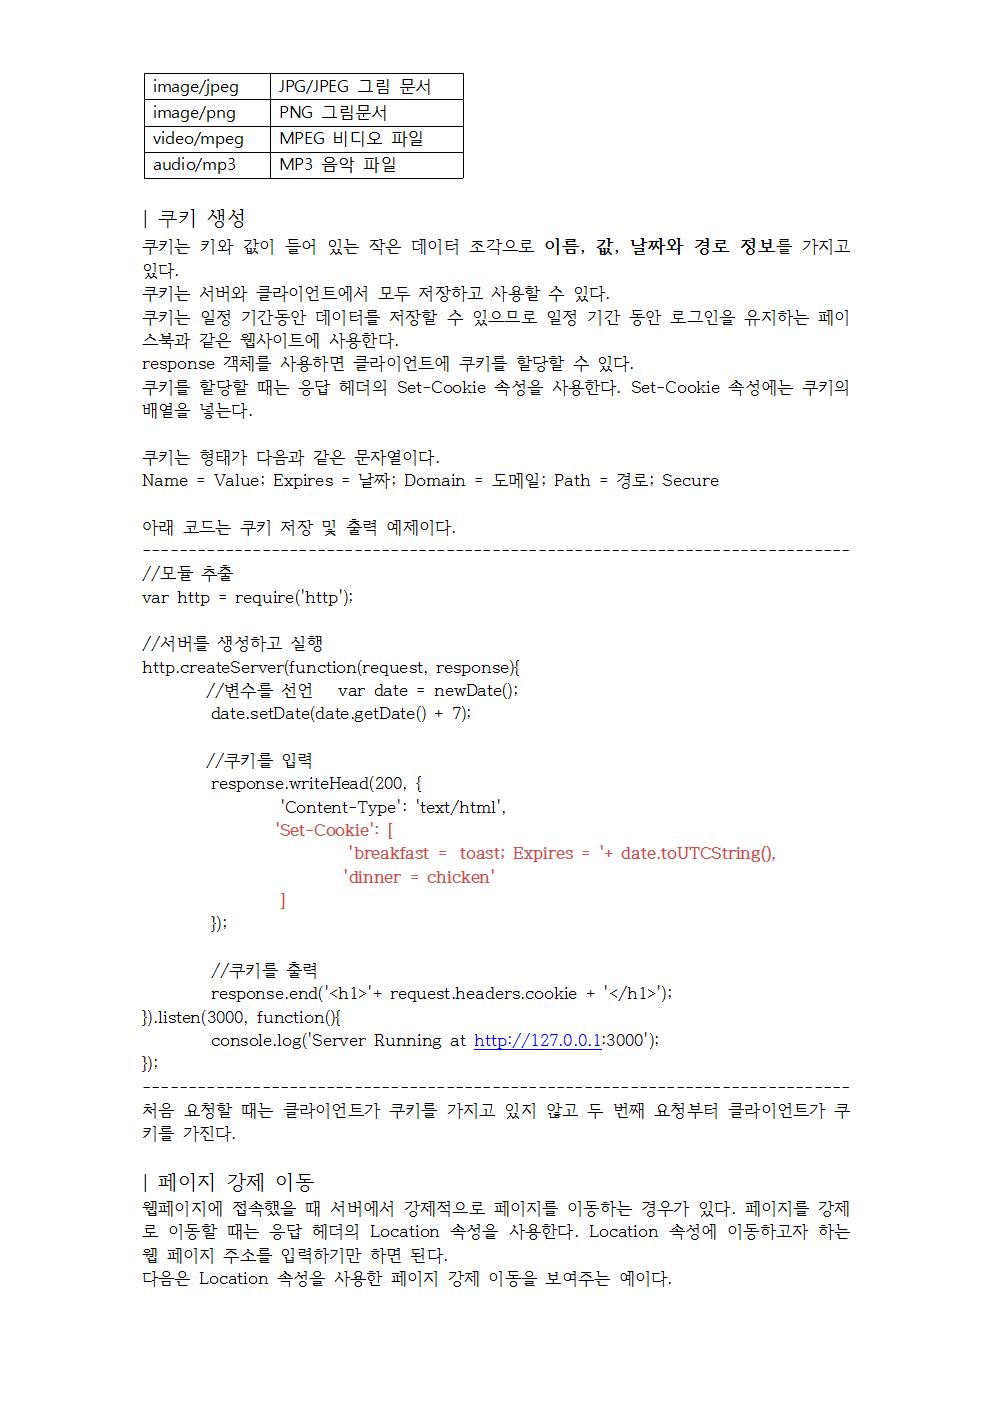 image/jpeg JPG/JPEG 그림 문서
image/png PNG 그림문서
video/mpeg MPEG 비디오 파일
audio/mp3 MP3 음악 파일
| 쿠키 생성
쿠키는 키와 값이 들어 있는 작은 데이터 조각으로 이름, 값, 날짜와 경로 정보를 가지고
있다.
쿠키는 서버와 클라이언트에서 모두 저장하고 사용할 수 있다.
쿠키는 일정 기간동안 데이터를 저장할 수 있으므로 일정 기간 동안 로그인을 유지하는 페이
스북과 같은 웹사이트에 사용한다.
response 객체를 사용하면 클라이언트에 쿠키를 할당할 수 있다.
쿠키를 할당할 때는 응답 헤더의 Set-Cookie 속성을 사용한다. Set-Cookie 속성에는 쿠키의
배열을 넣는다.
쿠키는 형태가 다음과 같은 문자열이다.
Name = Value; Expires = 날짜; Domain = 도메일; Path = 경로; Secure
아래 코드는 쿠키 저장 및 출력 예제이다.
-----------------------------------------------------------------------------
//모듈 추출
var http = require('http');
//서버를 생성하고 실행
http.createServer(function(request, response){
//변수를 선언 var date = newDate();
date.setDate(date.getDate() + 7);
//쿠키를 입력
response.writeHead(200, {
'Content-Type': 'text/html',
'Set-Cookie': [
'breakfast = toast; Expires = '+ date.toUTCString(),
'dinner = chicken'
]
});
//쿠키를 출력
response.end('<h1>'+ request.headers.cookie + '</h1>');
}).listen(3000, function(){
console.log('Server Running at http://127.0.0.1:3000');
});
-----------------------------------------------------------------------------
처음 요청할 때는 클라이언트가 쿠키를 가지고 있지 않고 두 번째 요청부터 클라이언트가 쿠
키를 가진다.
| 페이지 강제 이동
웹페이지에 접속했을 때 서버에서 강제적으로 페이지를 이동하는 경우가 있다. 페이지를 강제
로 이동할 때는 응답 헤더의 Location 속성을 사용한다. Location 속성에 이동하고자 하는
웹 페이지 주소를 입력하기만 하면 된다.
다음은 Location 속성을 사용한 페이지 강제 이동을 보여주는 예이다.